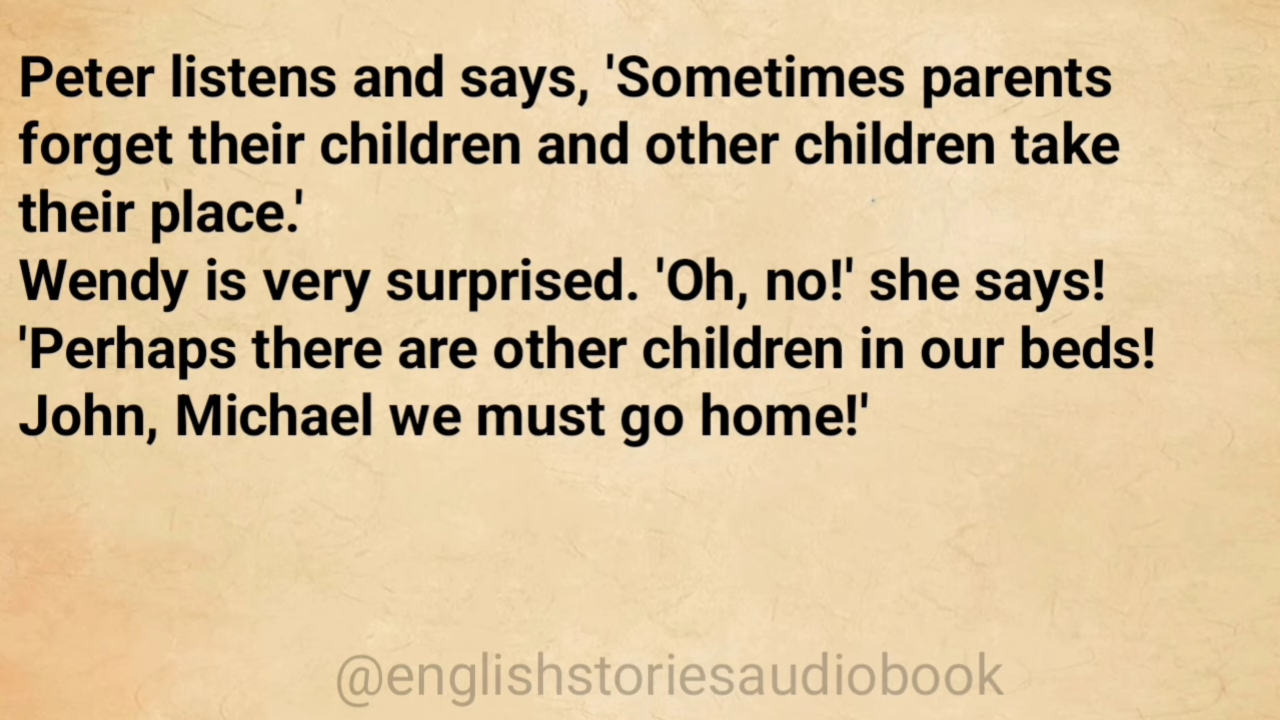 Peter listens and says, 'Sometimes parents
forget their children and other children take
their place.'
Wendy is very surprised. 'Oh, no!' she says!
'Perhaps there are other children in our beds!
John, Michael we must go home!'
@englishstoriesaudiobook